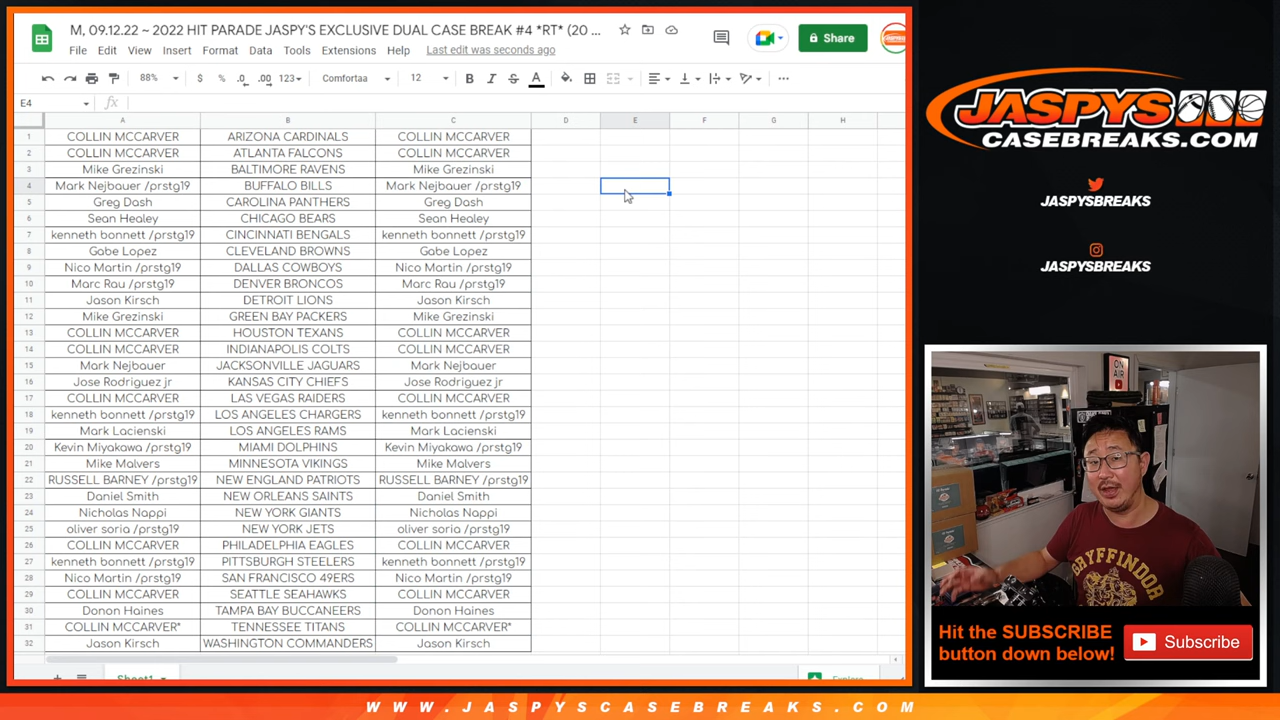 M, 09.12.22 ~ 2022 HIT PARADE JASPY'S EXCLUSIVE DUAL CASE BREAK #4 *RT* (20 ...
File Edit View Insert Format Data Tools Extensions Help Last edit was seconds ago
Share
88% $ % .0 .00 123 Comfortaa 12 B I S A
E4 fx
A B C D E F G H
1 COLLIN MCCARVER ARIZONA CARDINALS COLLIN MCCARVER
2 COLLIN MCCARVER ATLANTA FALCONS COLLIN MCCARVER
3 Mike Grezinski BALTIMORE RAVENS Mike Grezinski
4 Mark Nejbauer /prstg19 BUFFALO BILLS Mark Nejbauer /prstg19
5 Greg Dash CAROLINA PANTHERS Greg Dash
6 Sean Healey CHICAGO BEARS Sean Healey
7 kenneth bonnett /prstg19 CINCINNATI BENGALS kenneth bonnett /prstg19
8 Gabe Lopez CLEVELAND BROWNS Gabe Lopez
9 Nico Martin /prstg19 DALLAS COWBOYS Nico Martin /prstg19
10 Marc Rau /prstg19 DENVER BRONCOS Marc Rau /prstg19
11 Jason Kirsch DETROIT LIONS Jason Kirsch
12 Mike Grezinski GREEN BAY PACKERS Mike Grezinski
13 COLLIN MCCARVER HOUSTON TEXANS COLLIN MCCARVER
14 COLLIN MCCARVER INDIANAPOLIS COLTS COLLIN MCCARVER
15 Mark Nejbauer JACKSONVILLE JAGUARS Mark Nejbauer
16 Jose Rodriguez jr KANSAS CITY CHIEFS Jose Rodriguez jr
17 COLLIN MCCARVER LAS VEGAS RAIDERS COLLIN MCCARVER
18 kenneth bonnett /prstg19 LOS ANGELES CHARGERS kenneth bonnett /prstg19
19 Mark Lacienski LOS ANGELES RAMS Mark Lacienski
20 Kevin Miyakawa /prstg19 MIAMI DOLPHINS Kevin Miyakawa /prstg19
21 Mike Malvers MINNESOTA VIKINGS Mike Malvers
22 RUSSELL BARNEY /prstg19 NEW ENGLAND PATRIOTS RUSSELL BARNEY /prstg19
23 Daniel Smith NEW ORLEANS SAINTS Daniel Smith
24 Nicholas Nappi NEW YORK GIANTS Nicholas Nappi
25 oliver soria /prstg19 NEW YORK JETS oliver soria /prstg19
26 COLLIN MCCARVER PHILADELPHIA EAGLES COLLIN MCCARVER
27 kenneth bonnett /prstg19 PITTSBURGH STEELERS kenneth bonnett /prstg19
28 Nico Martin /prstg19 SAN FRANCISCO 49ERS Nico Martin /prstg19
29 COLLIN MCCARVER SEATTLE SEAHAWKS COLLIN MCCARVER
30 Donon Haines TAMPA BAY BUCCANEERS Donon Haines
31 COLLIN MCCARVER* TENNESSEE TITANS COLLIN MCCARVER*
32 Jason Kirsch WASHINGTON COMMANDERS Jason Kirsch
Sheet1 Explore
JASPYS
CASEBREAKS.COM
JASPYSBREAKS
JASPYSBREAKS
ON AIR
GRYFFINDOR
Hit the SUBSCRIBE
button down below!
Subscribe
WWW.JASPYSCASEBREAKS.COM